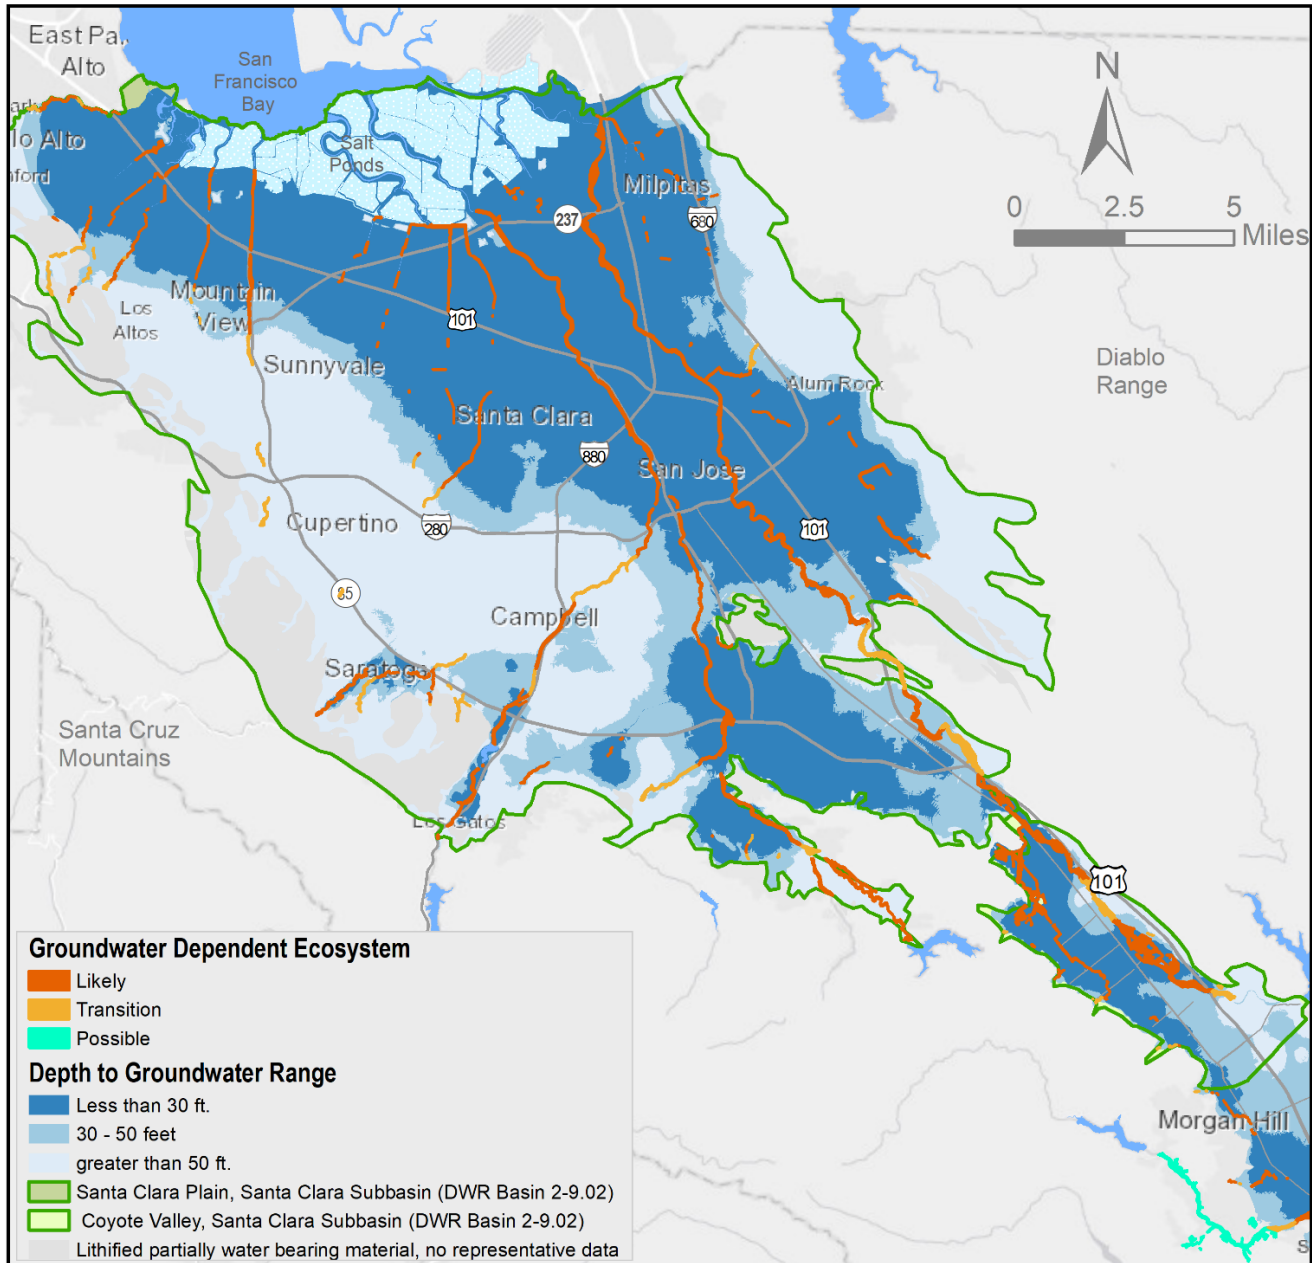 East Pa
Alto
San
Francisco
Bay
lo Alto
Salt
Ponds
Milpitas
237
680
N
0 2.5 5
Miles
Mountain
View
Los
Altos
101
Sunnyvale
Diablo
Range
Alum Rock
Santa Clara
880
San Jose
Cupertino
280
101
85
Campbell
Saratoga
Santa Cruz
Mountains
Los Gatos
101
Morgan Hill
S
Groundwater Dependent Ecosystem
Likely
Transition
Possible
Depth to Groundwater Range
Less than 30 ft.
30 - 50 feet
greater than 50 ft.
Santa Clara Plain, Santa Clara Subbasin (DWR Basin 2-9.02)
Coyote Valley, Santa Clara Subbasin (DWR Basin 2-9.02)
Lithified partially water bearing material, no representative data